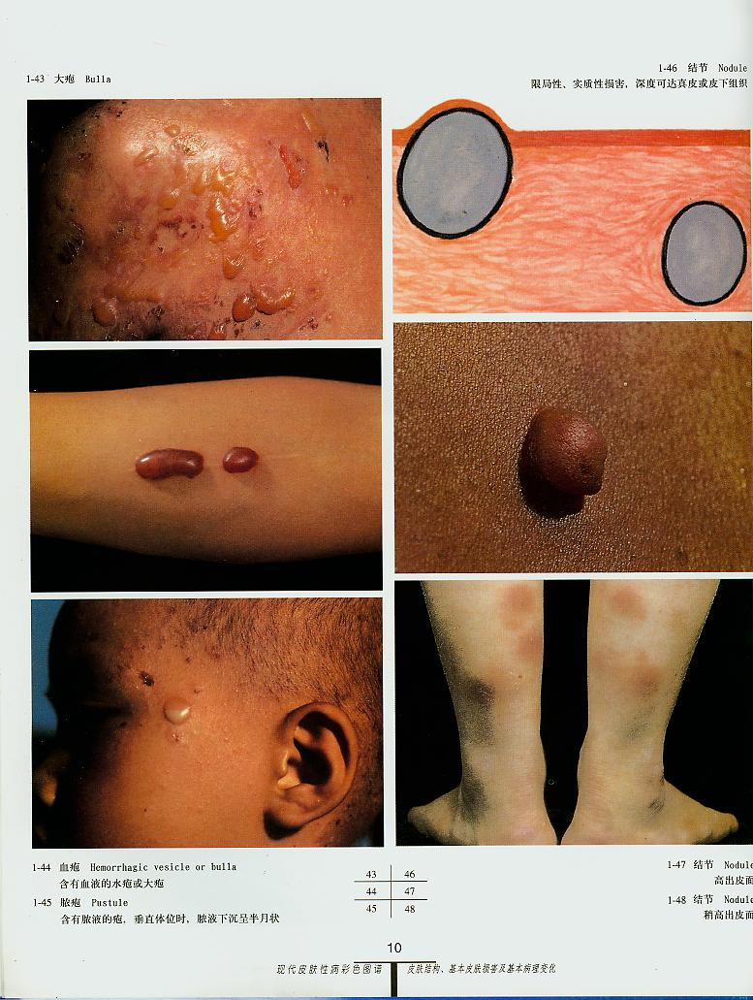 1-43 大疱 Bulla
1-46 结节 Nodule
限局性、实质性损害，深度可达真皮或皮下组织
1-44 血疱 Hemorrhagic vesicle or bulla
含有血液的水疱或大疱
1-45 脓疱 Pustule
含有脓液的疱，垂直体位时，脓液下沉呈半月状
43 46
44 47
45 48
1-47 结节 Nodule
高出皮面
1-48 结节 Nodule
稍高出皮面
10
现代皮肤性病彩色图谱
皮肤结构、基本皮肤损害及基本病理变化